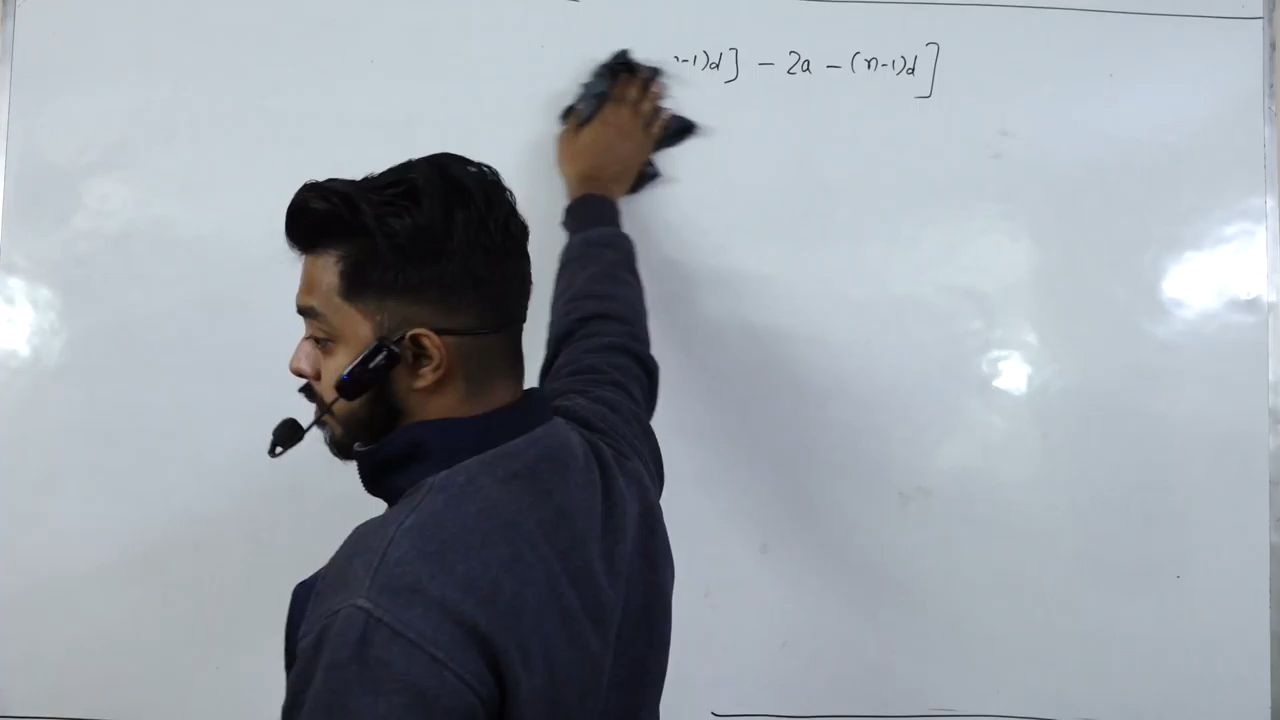 -1)d] - 2a - (n-1)d]